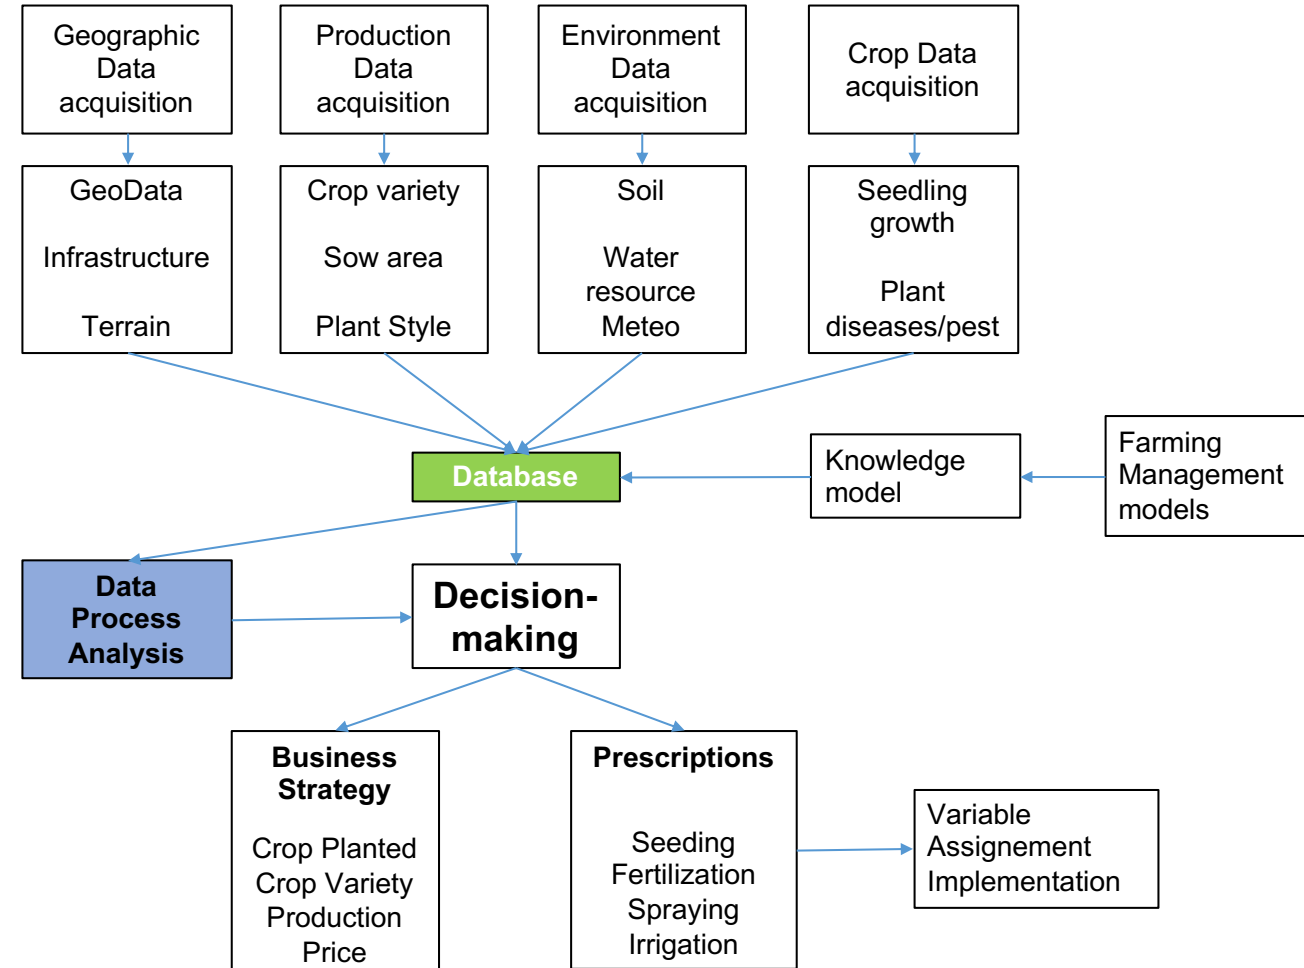 Geographic
Data
acquisition
Production
Data
acquisition
Environment
Data
acquisition
Crop Data
acquisition
GeoData
Infrastructure
Terrain
Crop variety
Sow area
Plant Style
Soil
Water
resource
Meteo
Seedling
growth
Plant
diseases/pest
Database
Knowledge
model
Farming
Management
models
Data
Process
Analysis
Decision-
making
Business
Strategy
Crop Planted
Crop Variety
Production
Price
Prescriptions
Seeding
Fertilization
Spraying
Irrigation
Variable
Assignement
Implementation